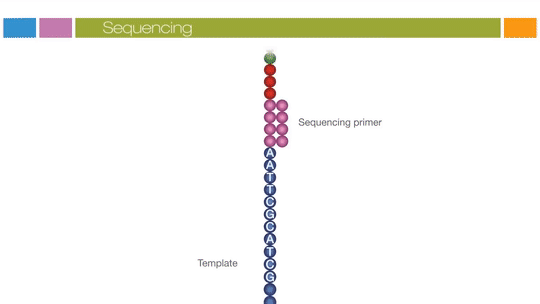 Sequencing
Sequencing primer
A
A
T
T
C
G
C
A
T
C
G
Template